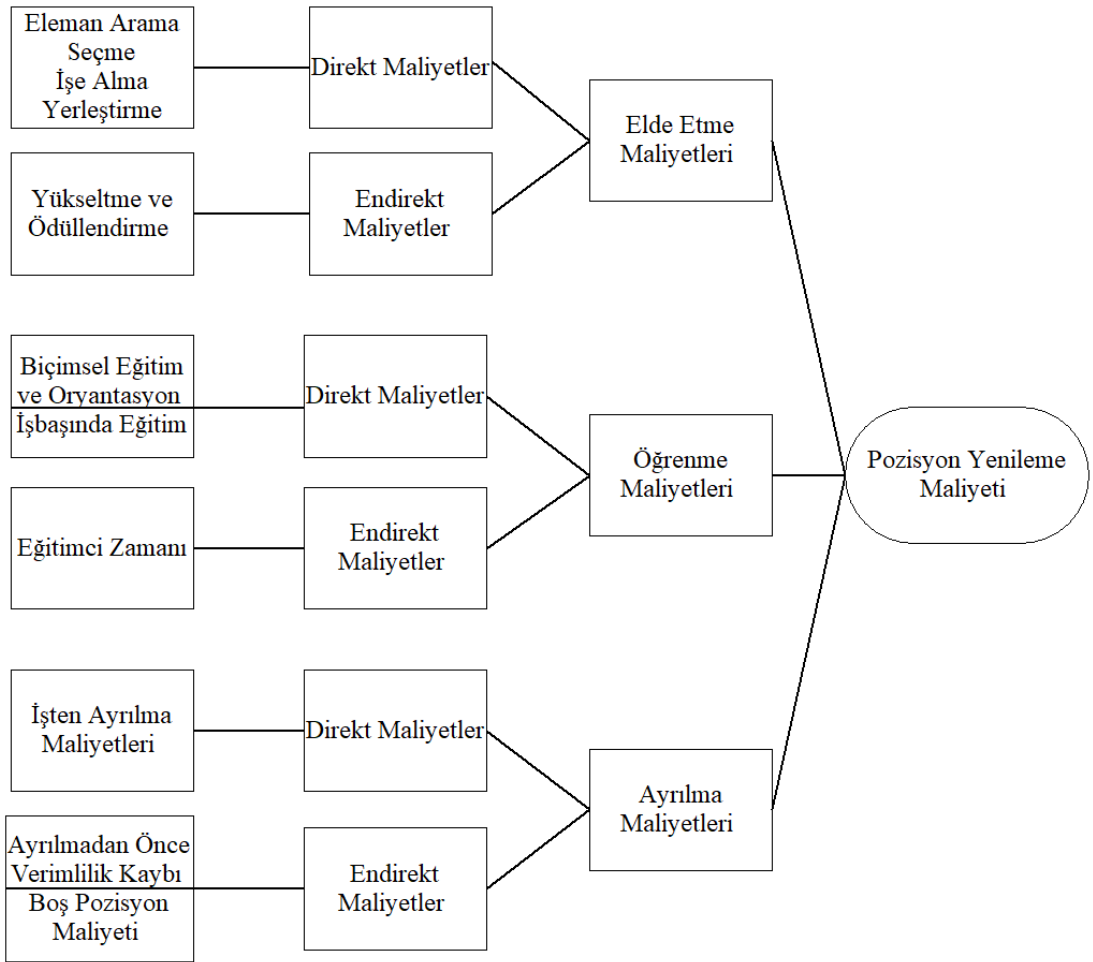 Eleman Arama
Seçme
İşe Alma
Yerleştirme
Direkt Maliyetler
Elde Etme
Maliyetleri
Yükseltme ve
Ödüllendirme
Endirekt
Maliyetler
Biçimsel Eğitim
ve Oryantasyon
İşbaşında Eğitim
Direkt Maliyetler
Öğrenme
Maliyetleri
Pozisyon Yenileme
Maliyeti
Eğitimci Zamanı
Endirekt
Maliyetler
İşten Ayrılma
Maliyetleri
Direkt Maliyetler
Ayrılma
Maliyetleri
Ayrılmadan Önce
Verimlilik Kaybı
Boş Pozisyon
Maliyeti
Endirekt
Maliyetler